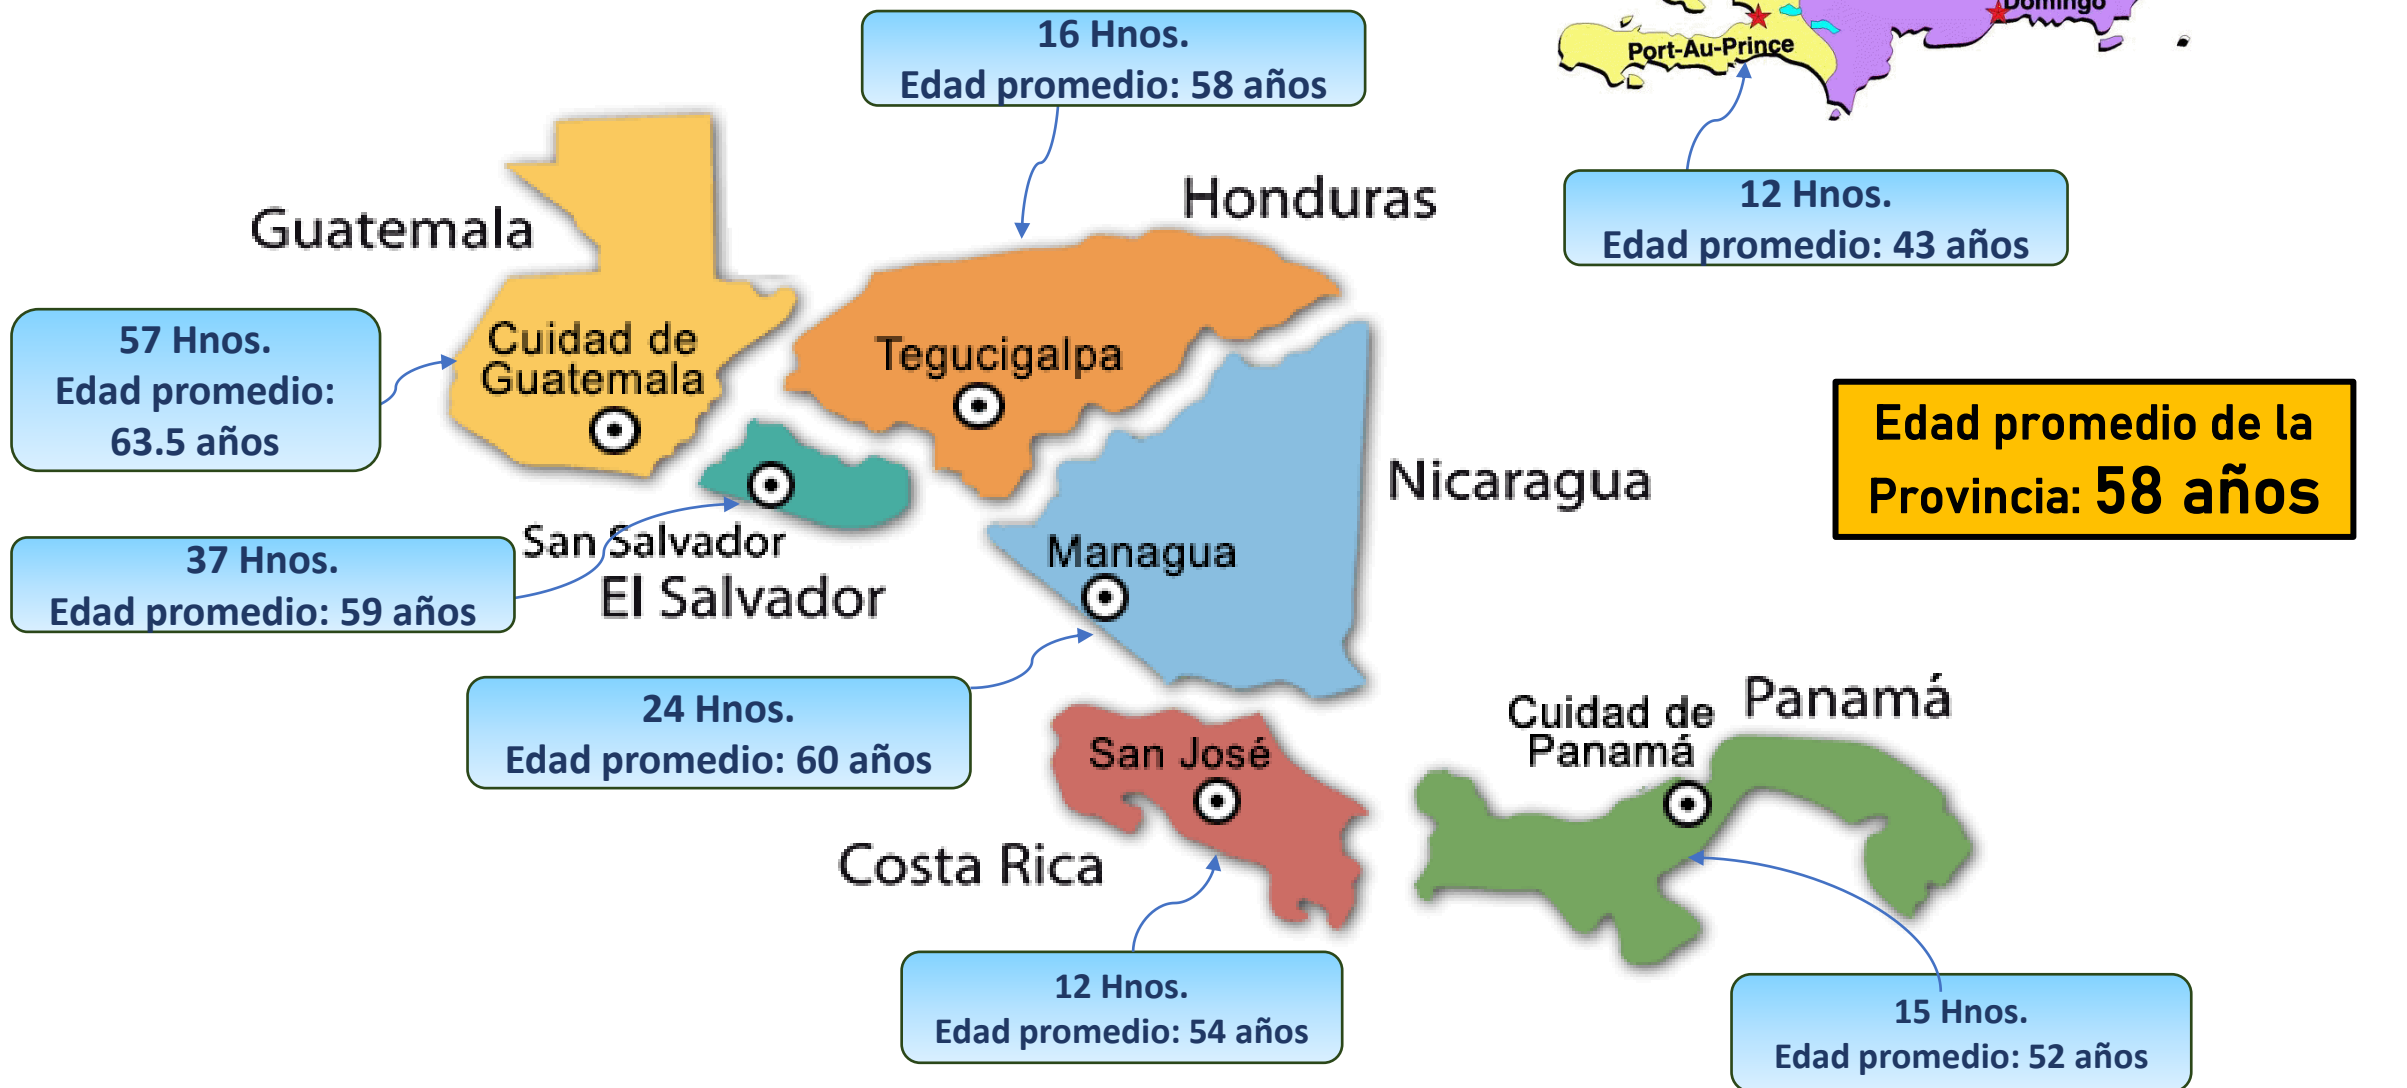 Domingo
Port-Au-Prince
16 Hnos.
Edad promedio: 58 años
12 Hnos.
Edad promedio: 43 años
Honduras
Guatemala
57 Hnos.
Edad promedio:
63.5 años
Cuidad de
Guatemala
Tegucigalpa
Edad promedio de la
Provincia: 58 años
Nicaragua
San Salvador
El Salvador
37 Hnos.
Edad promedio: 59 años
Managua
24 Hnos.
Edad promedio: 60 años
Cuidad de
Panamá
Panamá
San José
Costa Rica
12 Hnos.
Edad promedio: 54 años
15 Hnos.
Edad promedio: 52 años